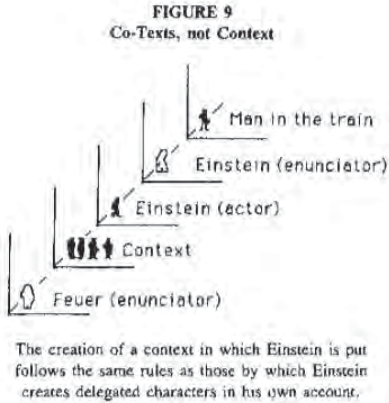 FIGURE 9
Co-Texts, not Context
Man in the train
Einstein (enunciator)
Einstein (actor)
Context
Feuer (enunciator)
The creation of a context in which Einstein is put
follows the same rules as those by which Einstein
creates delegated characters in his own account.